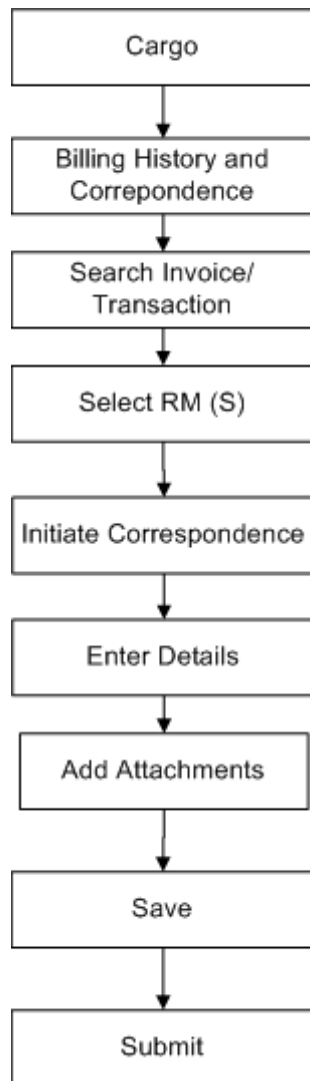 Cargo
Billing History and
Correpondence
Search Invoice/
Transaction
Select RM (S)
Initiate Correspondence
Enter Details
Add Attachments
Save
Submit